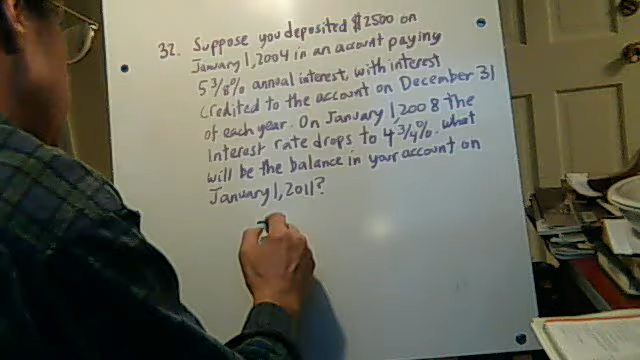 32. Suppose you deposited $2500 on
January 1, 2004 in an account paying
5 3/8% annual interest, with interest
credited to the account on December 31
of each year. On January 1, 2008 the
interest rate drops to 4 3/4%. What
will be the balance in your account on
January 1, 2011?